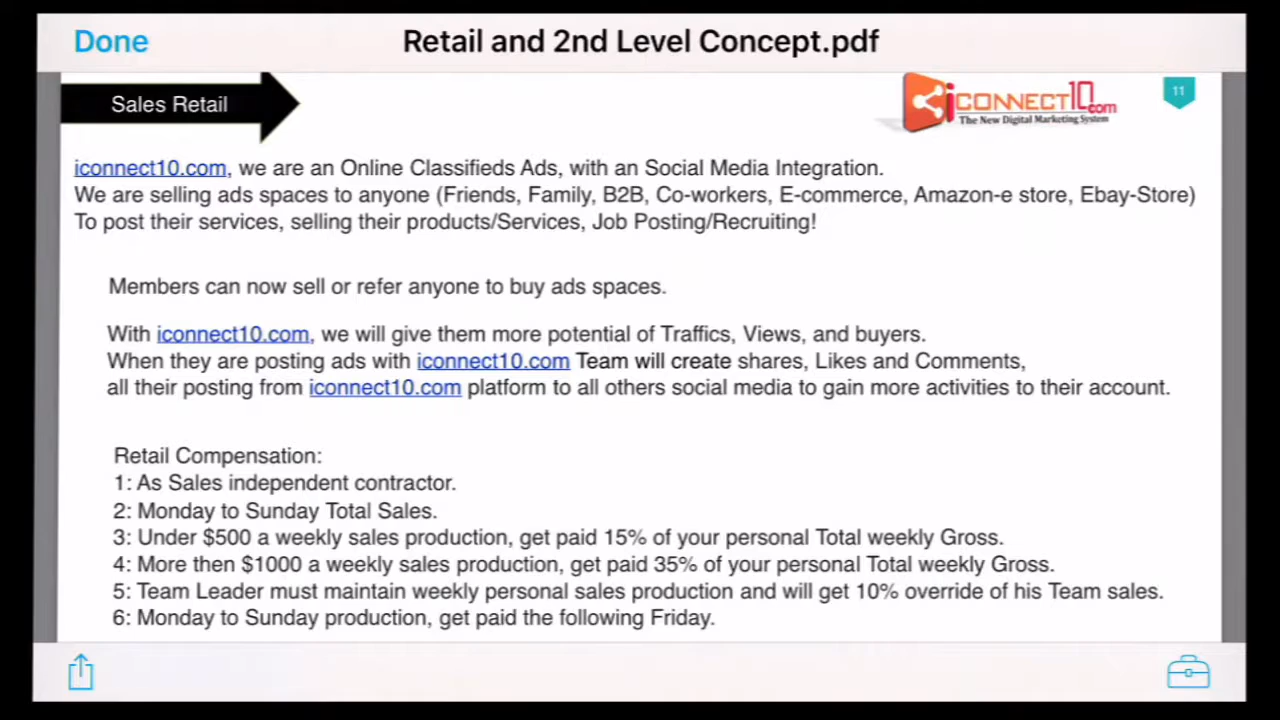 Done
Retail and 2nd Level Concept.pdf
Sales Retail
iCONNECT10.com
The New Digital Marketing System
11
iconnect10.com, we are an Online Classifieds Ads, with an Social Media Integration.
We are selling ads spaces to anyone (Friends, Family, B2B, Co-workers, E-commerce, Amazon-e store, Ebay-Store)
To post their services, selling their products/Services, Job Posting/Recruiting!
Members can now sell or refer anyone to buy ads spaces.
With iconnect10.com, we will give them more potential of Traffics, Views, and buyers.
When they are posting ads with iconnect10.com Team will create shares, Likes and Comments,
all their posting from iconnect10.com platform to all others social media to gain more activities to their account.
Retail Compensation:
1: As Sales independent contractor.
2: Monday to Sunday Total Sales.
3: Under $500 a weekly sales production, get paid 15% of your personal Total weekly Gross.
4: More then $1000 a weekly sales production, get paid 35% of your personal Total weekly Gross.
5: Team Leader must maintain weekly personal sales production and will get 10% override of his Team sales.
6: Monday to Sunday production, get paid the following Friday.